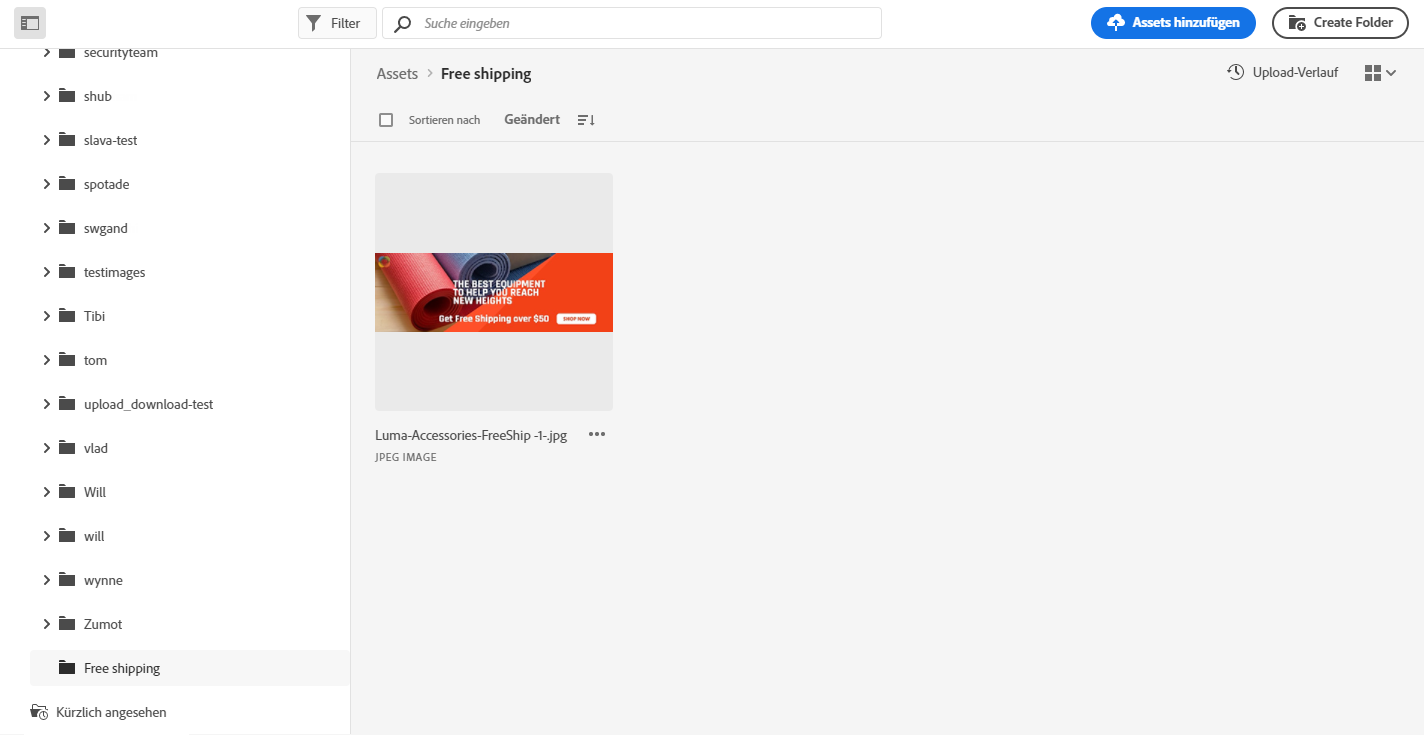 Filter
Suche eingeben
Assets hinzufügen
Create Folder
securityteam
shub
slava-test
spotade
swgand
testimages
Tibi
tom
upload_download-test
vlad
Will
will
wynne
Zumot
Free shipping
Kürzlich angesehen
Assets > Free shipping
Upload-Verlauf
Sortieren nach Geändert
THE BEST EQUIPMENT
TO HELP YOU REACH
NEW HEIGHTS
Get Free Shipping over $50 SHOP NOW
Luma-Accessories-FreeShip -1-.jpg
JPEG IMAGE